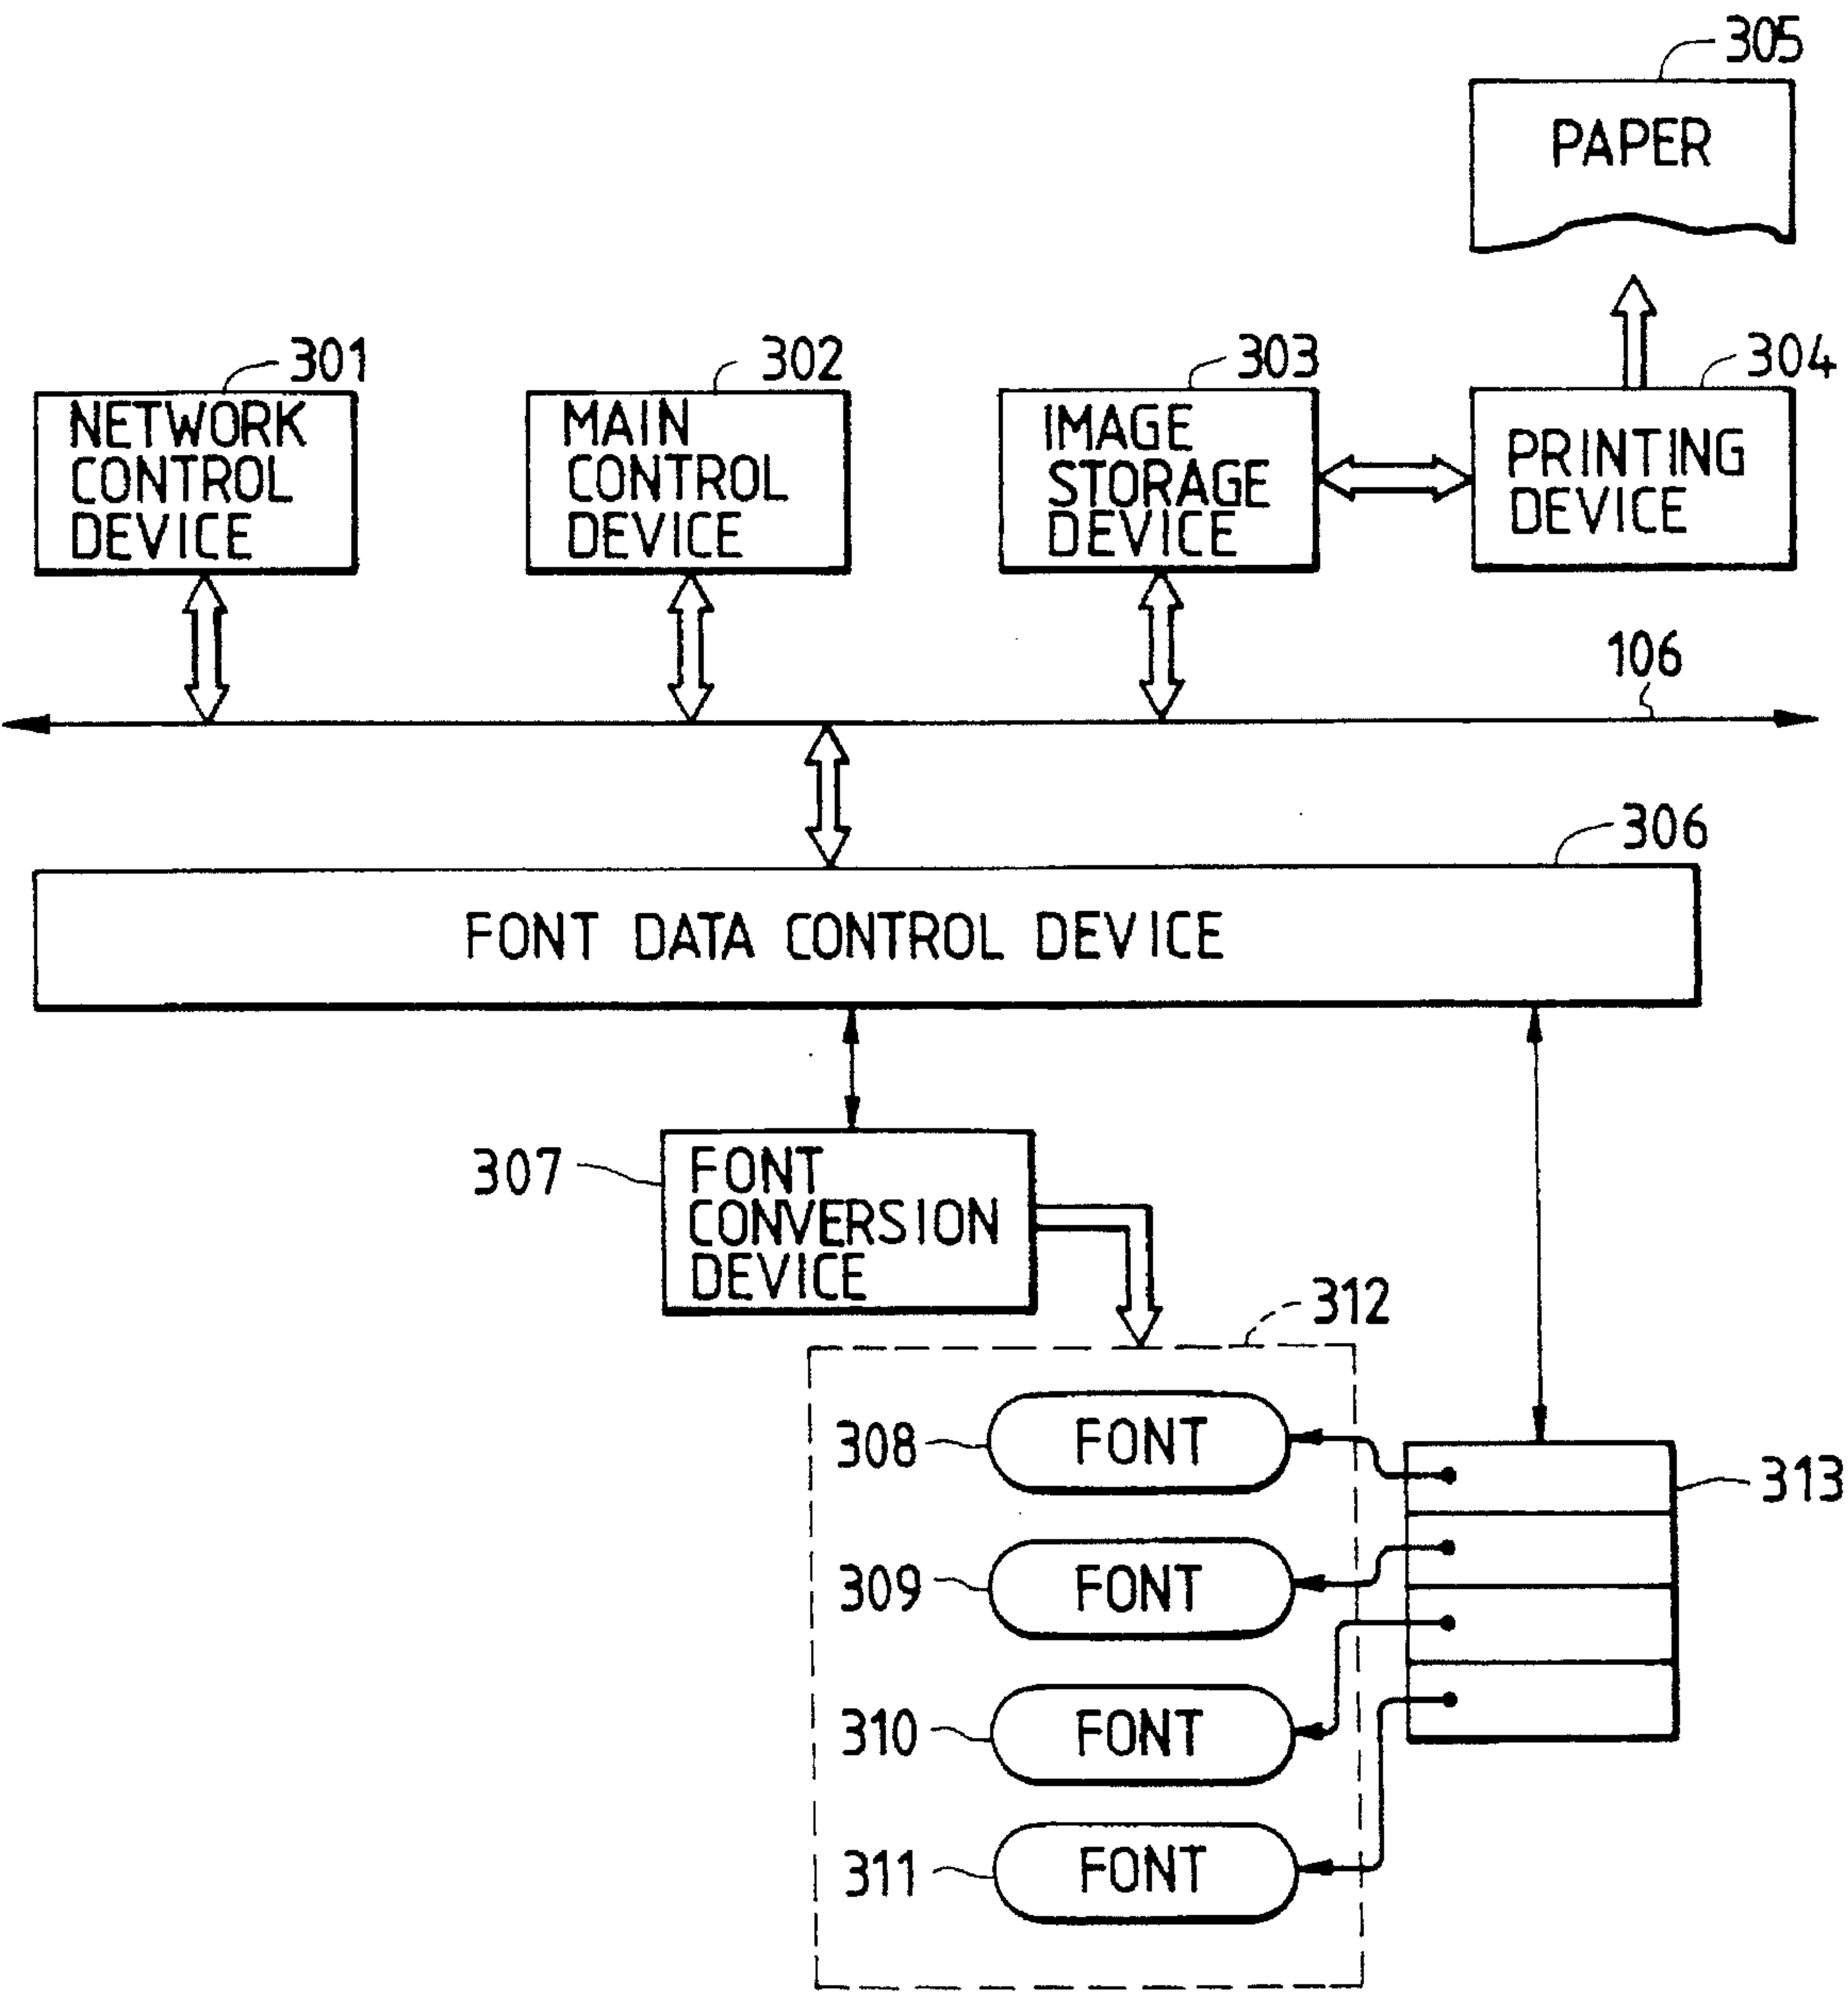 305
PAPER
301
302
303
304
NETWORK
CONTROL
DEVICE
MAIN
CONTROL
DEVICE
IMAGE
STORAGE
DEVICE
PRINTING
DEVICE
106
306
FONT DATA CONTROL DEVICE
307
FONT
CONVERSION
DEVICE
312
308
FONT
313
309
FONT
310
FONT
311
FONT